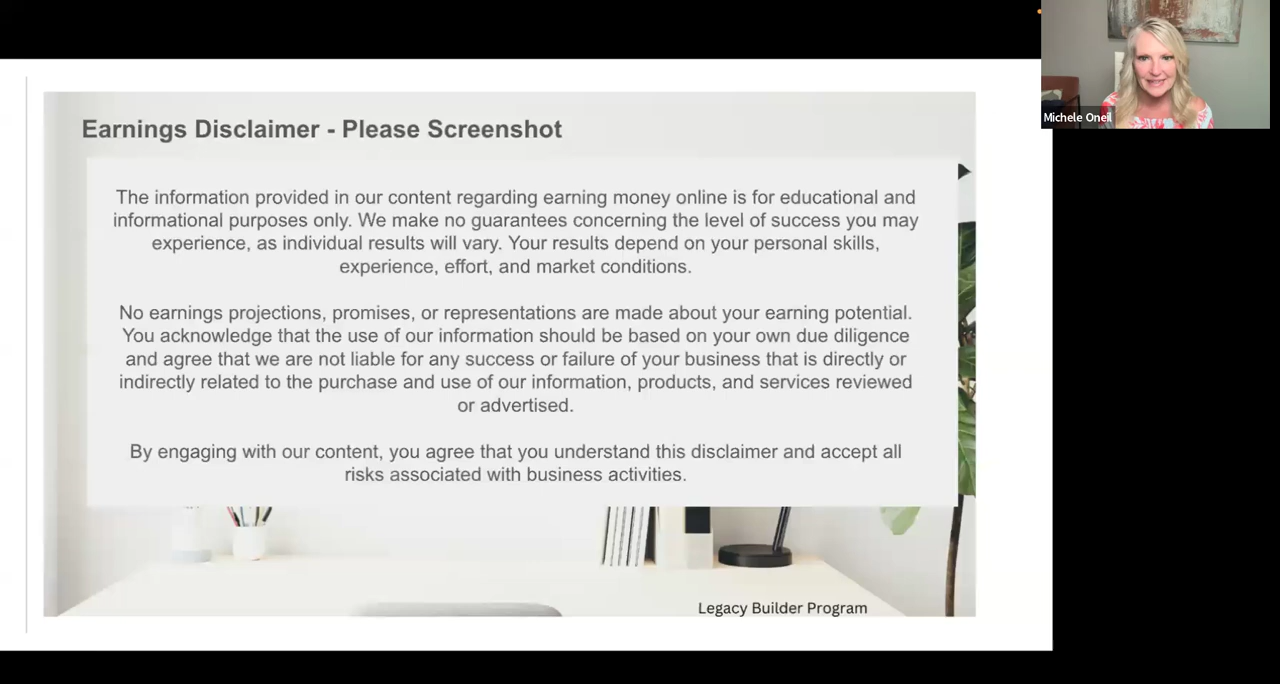 Earnings Disclaimer - Please Screenshot
The information provided in our content regarding earning money online is for educational and
informational purposes only. We make no guarantees concerning the level of success you may
experience, as individual results will vary. Your results depend on your personal skills,
experience, effort, and market conditions.
No earnings projections, promises, or representations are made about your earning potential.
You acknowledge that the use of our information should be based on your own due diligence
and agree that we are not liable for any success or failure of your business that is directly or
indirectly related to the purchase and use of our information, products, and services reviewed
or advertised.
By engaging with our content, you agree that you understand this disclaimer and accept all
risks associated with business activities.
Legacy Builder Program
Michele Oneil